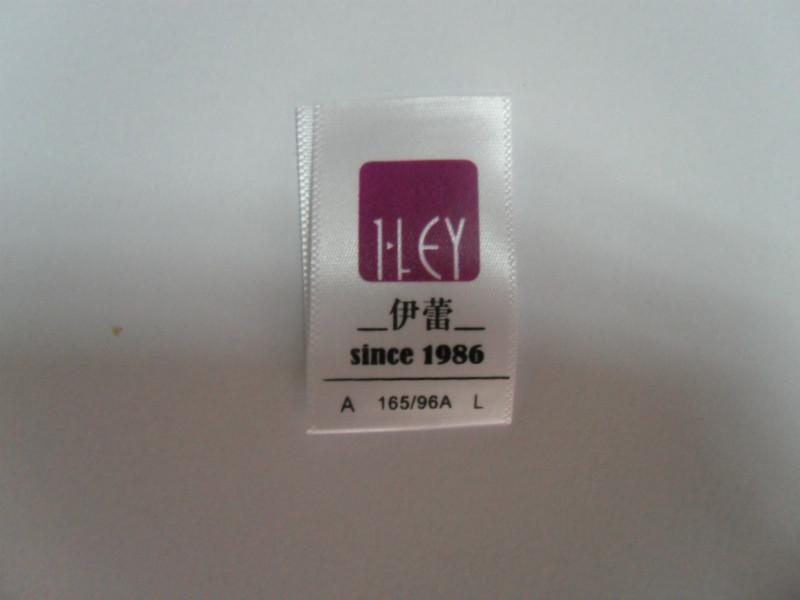 I·LEY
伊蕾
since 1986
A 165/96A L